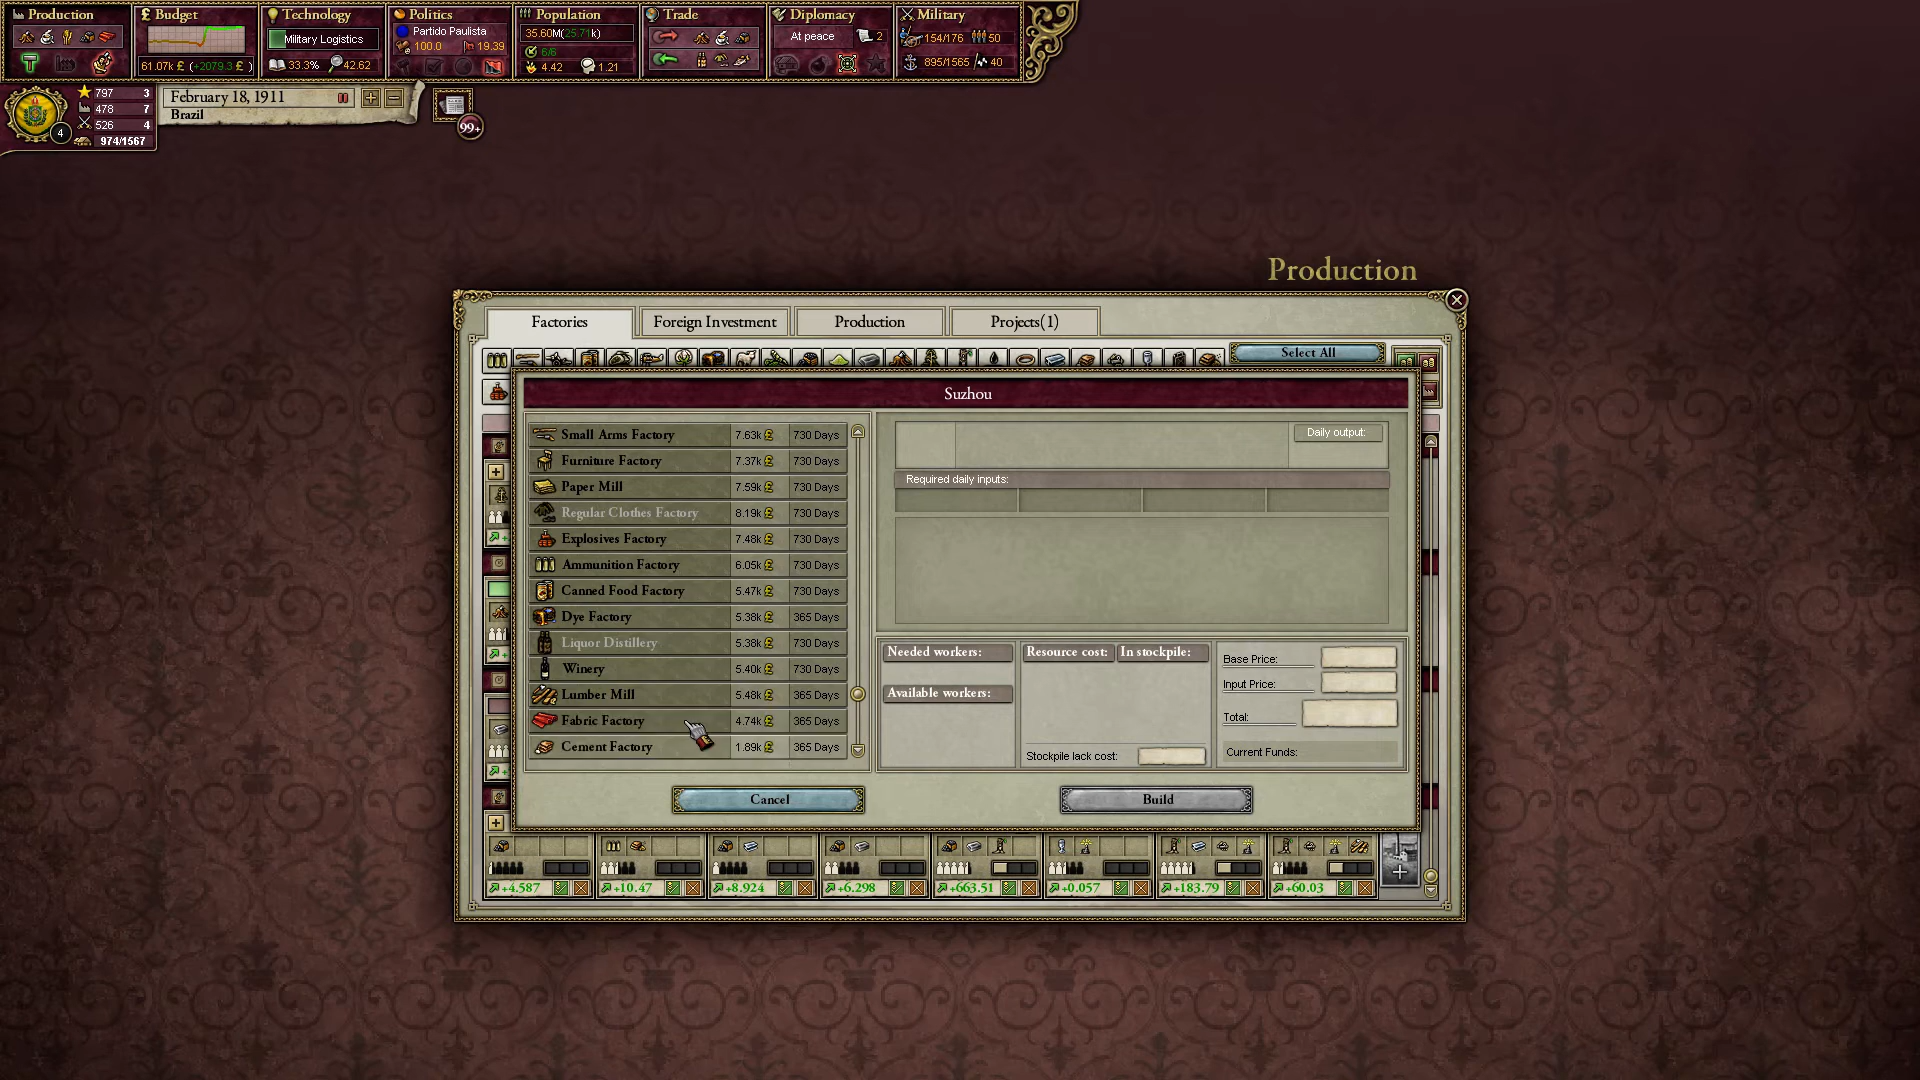 Production
Budget
Technology
Politics
Population
Trade
Diplomacy
Military
Military Logistics
Partido Paulista
35.60M(25.71k)
At peace
2
154/176
50
100.0
19.39
6/6
61.07k £ (+2079.3 £ )
33.3%
42.62
4.42
1.21
895/1565
40
797 3
478 7
526 4
974/1567
4
February 18, 1911
Brazil
99+
Production
Factories
Foreign Investment
Production
Projects(1)
Select All
Suzhou
Small Arms Factory 7.63k £ 730 Days
Furniture Factory 7.37k £ 730 Days
Paper Mill 7.59k £ 730 Days
Regular Clothes Factory 8.19k £ 730 Days
Explosives Factory 7.48k £ 730 Days
Ammunition Factory 6.05k £ 730 Days
Canned Food Factory 5.47k £ 730 Days
Dye Factory 5.38k £ 365 Days
Liquor Distillery 5.38k £ 730 Days
Winery 5.40k £ 730 Days
Lumber Mill 5.48k £ 365 Days
Fabric Factory 4.74k £ 365 Days
Cement Factory 1.89k £ 365 Days
Daily output:
Required daily inputs:
Needed workers:
Available workers:
Resource cost:
In stockpile:
Stockpile lack cost:
Base Price:
Input Price:
Total:
Current Funds:
Cancel
Build
+4.587
+10.47
+8.924
+6.298
+663.51
+0.057
+183.79
+60.03